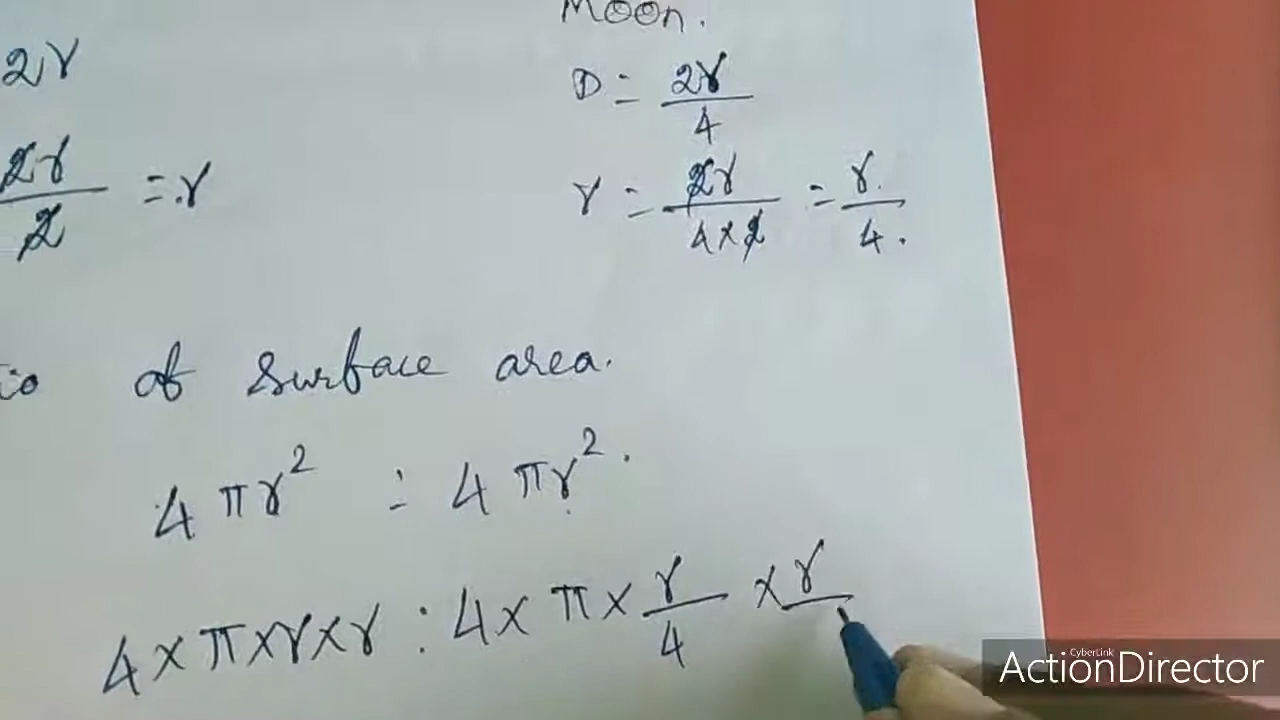 Moon.
2r
D = 2r/4
2r/2 = r
r = 2r/4×2 = r/4.
of surface area.
4πr² : 4πr².
4×π×r×r : 4×π×r/4 ×r/
CyberLink
ActionDirector